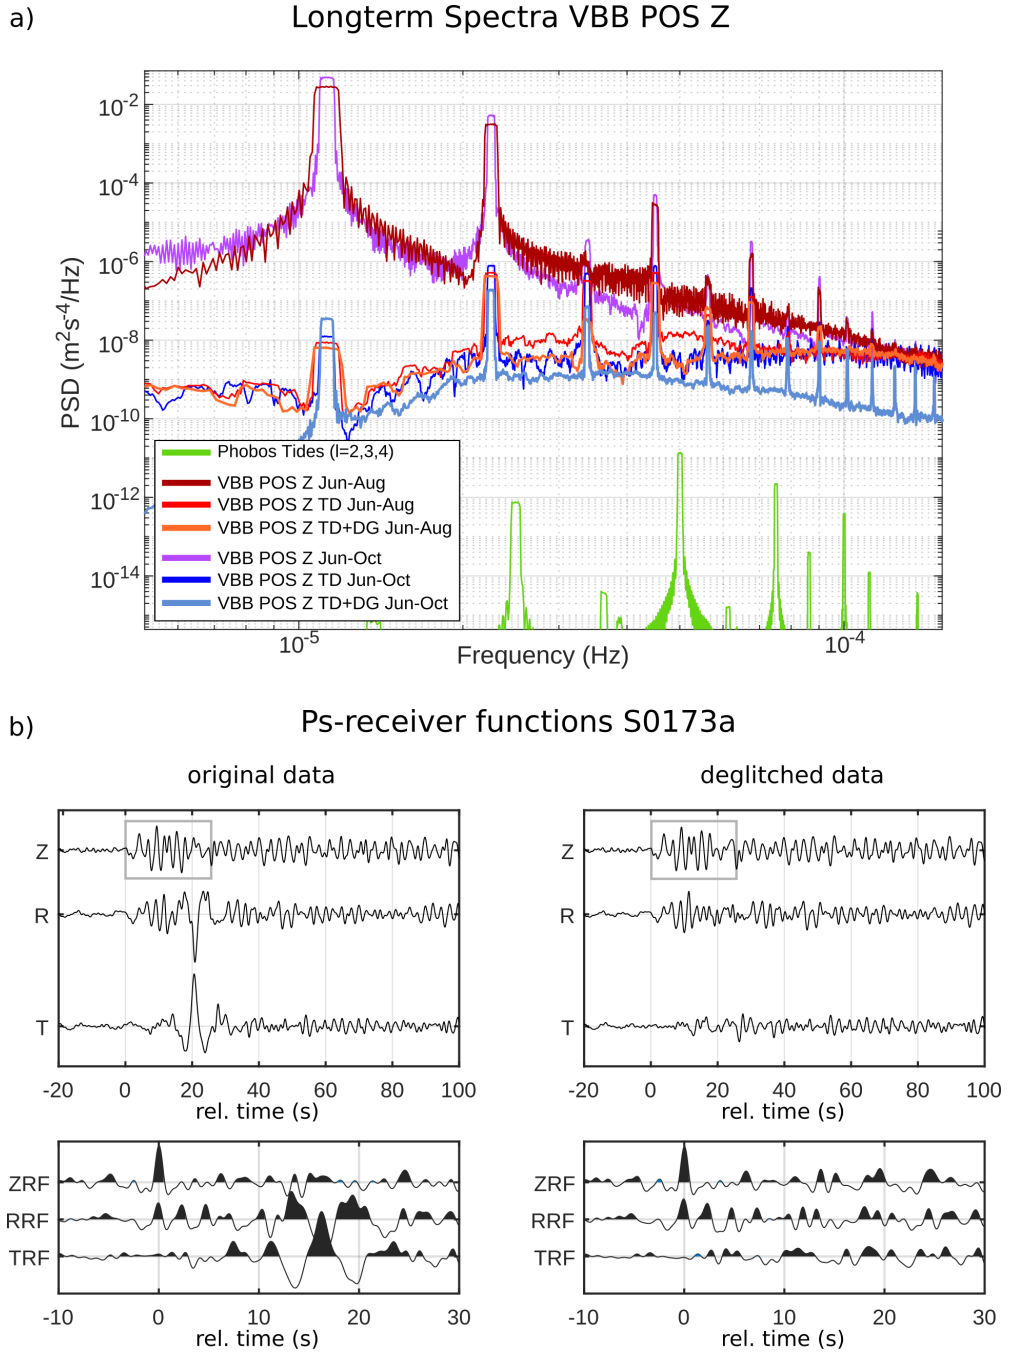 a)
Longterm Spectra VBB POS Z
PSD (m²s⁻⁴/Hz)
10⁻²
10⁻⁴
10⁻⁶
10⁻⁸
10⁻¹⁰
10⁻¹²
10⁻¹⁴
Phobos Tides (l=2,3,4)
VBB POS Z Jun-Aug
VBB POS Z TD Jun-Aug
VBB POS Z TD+DG Jun-Aug
VBB POS Z Jun-Oct
VBB POS Z TD Jun-Oct
VBB POS Z TD+DG Jun-Oct
10⁻⁵ 10⁻⁴
Frequency (Hz)
b)
Ps-receiver functions S0173a
original data
Z
R
T
-20 0 20 40 60 80 100
rel. time (s)
ZRF
RRF
TRF
-10 0 10 20 30
rel. time (s)
deglitched data
Z
R
T
-20 0 20 40 60 80 100
rel. time (s)
ZRF
RRF
TRF
-10 0 10 20 30
rel. time (s)